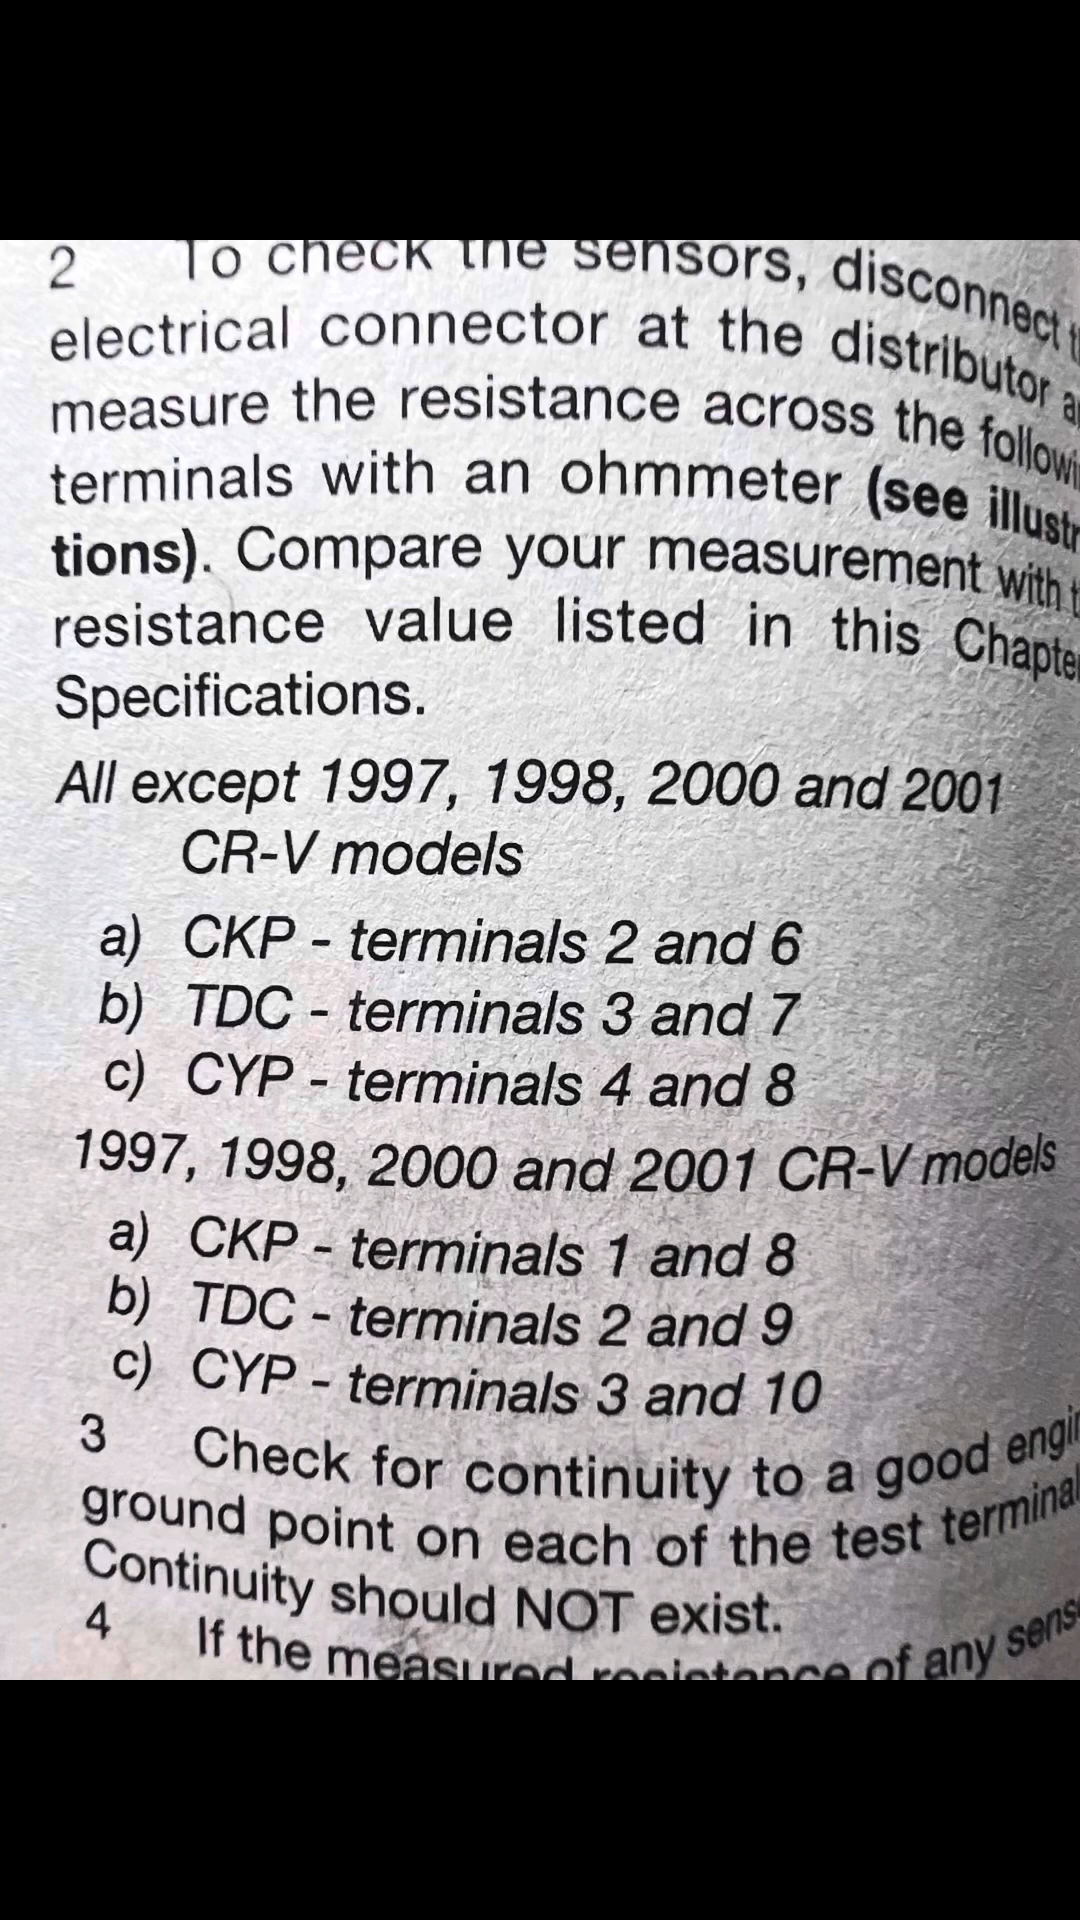 2 To check the sensors, disconnect
electrical connector at the distributor
measure the resistance across the
terminals with an ohmmeter (see
tions). Compare your measurement with
resistance value listed in this
Specifications.
All except 1997, 1998, 2000 and 2001
CR-V models
a) CKP - terminals 2 and 6
b) TDC - terminals 3 and 7
c) CYP - terminals 4 and 8
1997, 1998, 2000 and 2001 CR-V models
a) CKP - terminals 1 and 8
b) TDC - terminals 2 and 9
c) CYP - terminals 3 and 10
3 Check for continuity to a good
ground point on each of the test
Continuity should NOT exist.
4 If the measured resistance of any